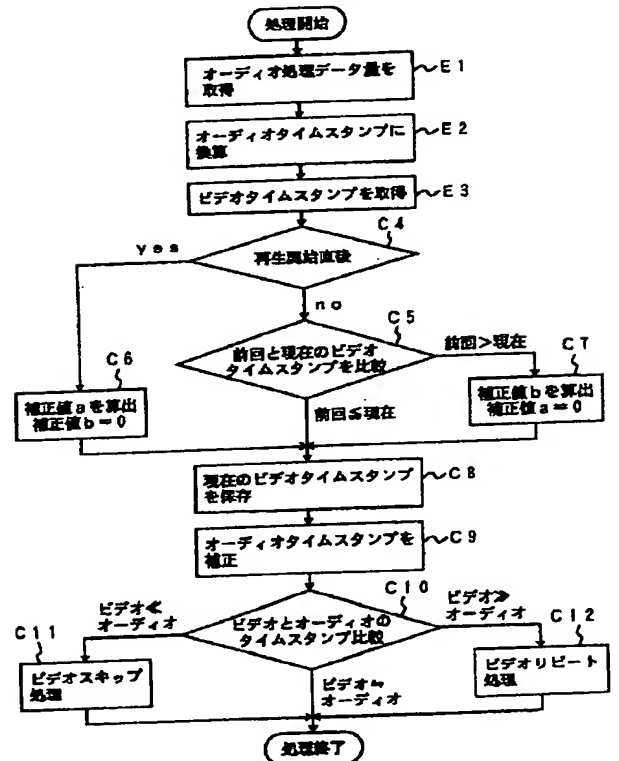 処理開始
オーディオ処理データ量を
取得
E1
オーディオタイムスタンプに
換算
E2
ビデオタイムスタンプを取得
E3
C4
yes
再生開始直後
no
C5
前回と現在のビデオ
タイムスタンプを比較
前回>現在
C6
補正値aを算出
補正値b=0
C7
補正値bを算出
補正値a=0
前回≦現在
現在のビデオタイムスタンプ
を保存
C8
オーディオタイムスタンプを
補正
C9
C10
ビデオ≪
オーディオ
ビデオとオーディオの
タイムスタンプ比較
ビデオ≫
オーディオ
C11
ビデオスキップ
処理
C12
ビデオリピート
処理
ビデオ≒
オーディオ
処理終了